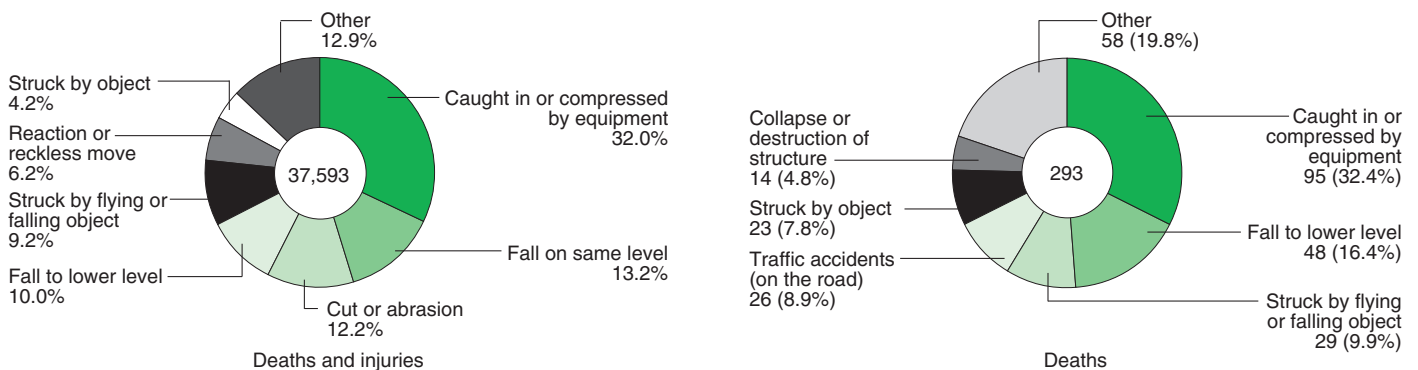 Other
12.9%
Struck by object
4.2%
Reaction or
reckless move
6.2%
Struck by flying or
falling object
9.2%
Fall to lower level
10.0%
Caught in or compressed
by equipment
32.0%
37,593
Fall on same level
13.2%
Cut or abrasion
12.2%
Deaths and injuries
Other
58 (19.8%)
Collapse or
destruction of
structure
14 (4.8%)
Struck by object
23 (7.8%)
Traffic accidents
(on the road)
26 (8.9%)
Caught in or
compressed by
equipment
95 (32.4%)
293
Fall to lower level
48 (16.4%)
Struck by flying
or falling object
29 (9.9%)
Deaths